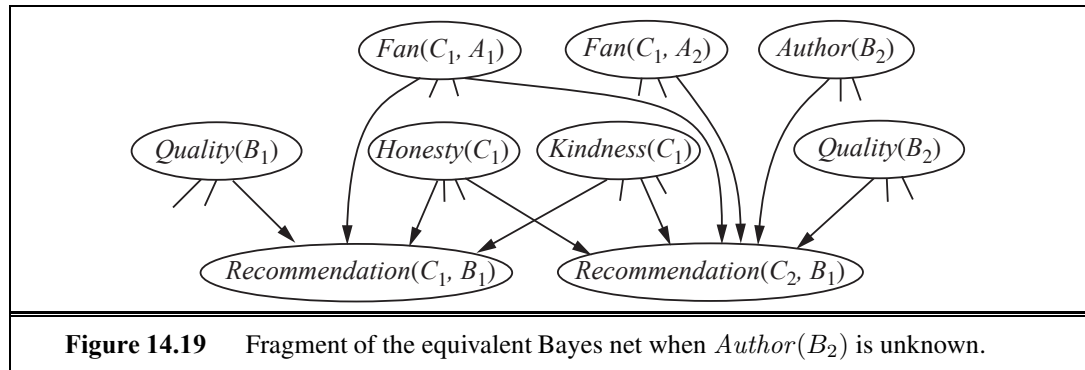 Fan(C1, A1) Fan(C1, A2) Author(B2)
Quality(B1) Honesty(C1) Kindness(C1) Quality(B2)
Recommendation(C1, B1) Recommendation(C2, B1)
Figure 14.19 Fragment of the equivalent Bayes net when Author(B2) is unknown.